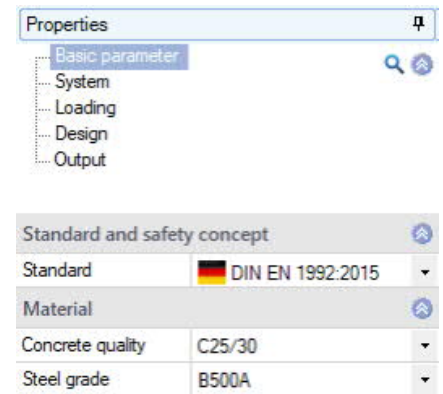 Properties
Basic parameter
System
Loading
Design
Output
Standard and safety concept
Standard DIN EN 1992:2015
Material
Concrete quality C25/30
Steel grade B500A